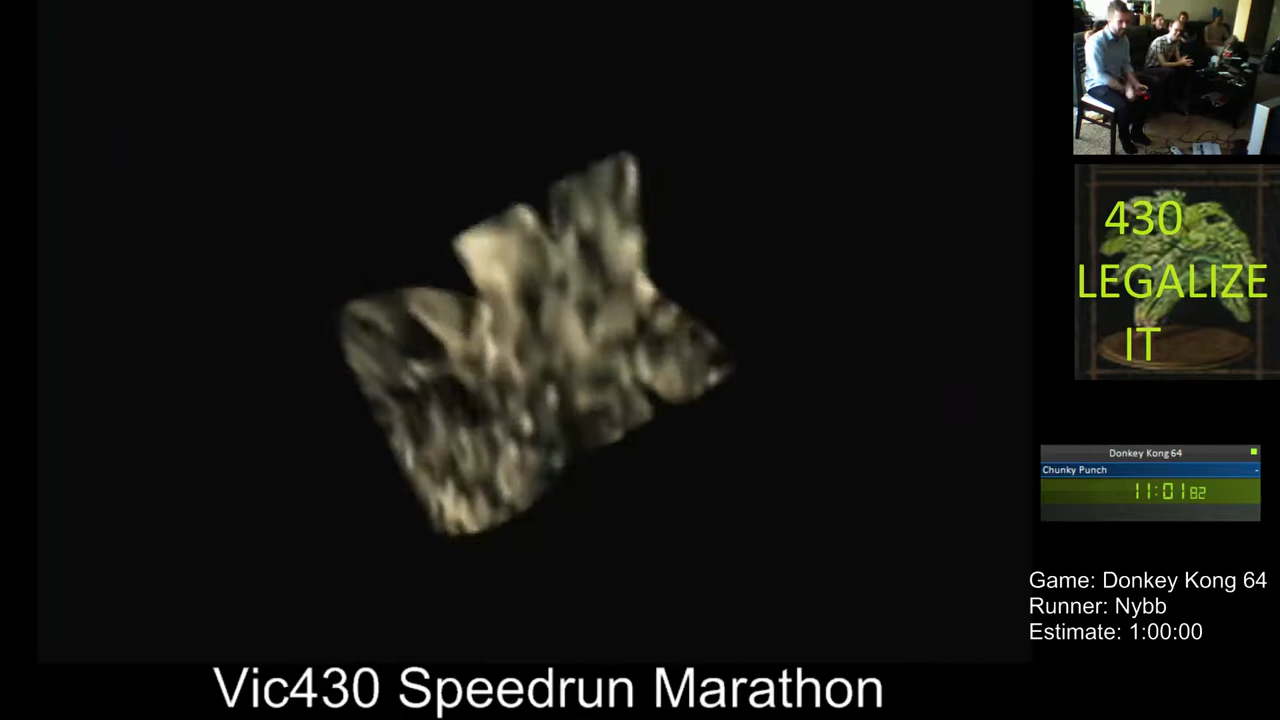 430
LEGALIZE
IT
Donkey Kong 64
Chunky Punch -
11:01 82
Game: Donkey Kong 64
Runner: Nybb
Estimate: 1:00:00
Vic430 Speedrun Marathon